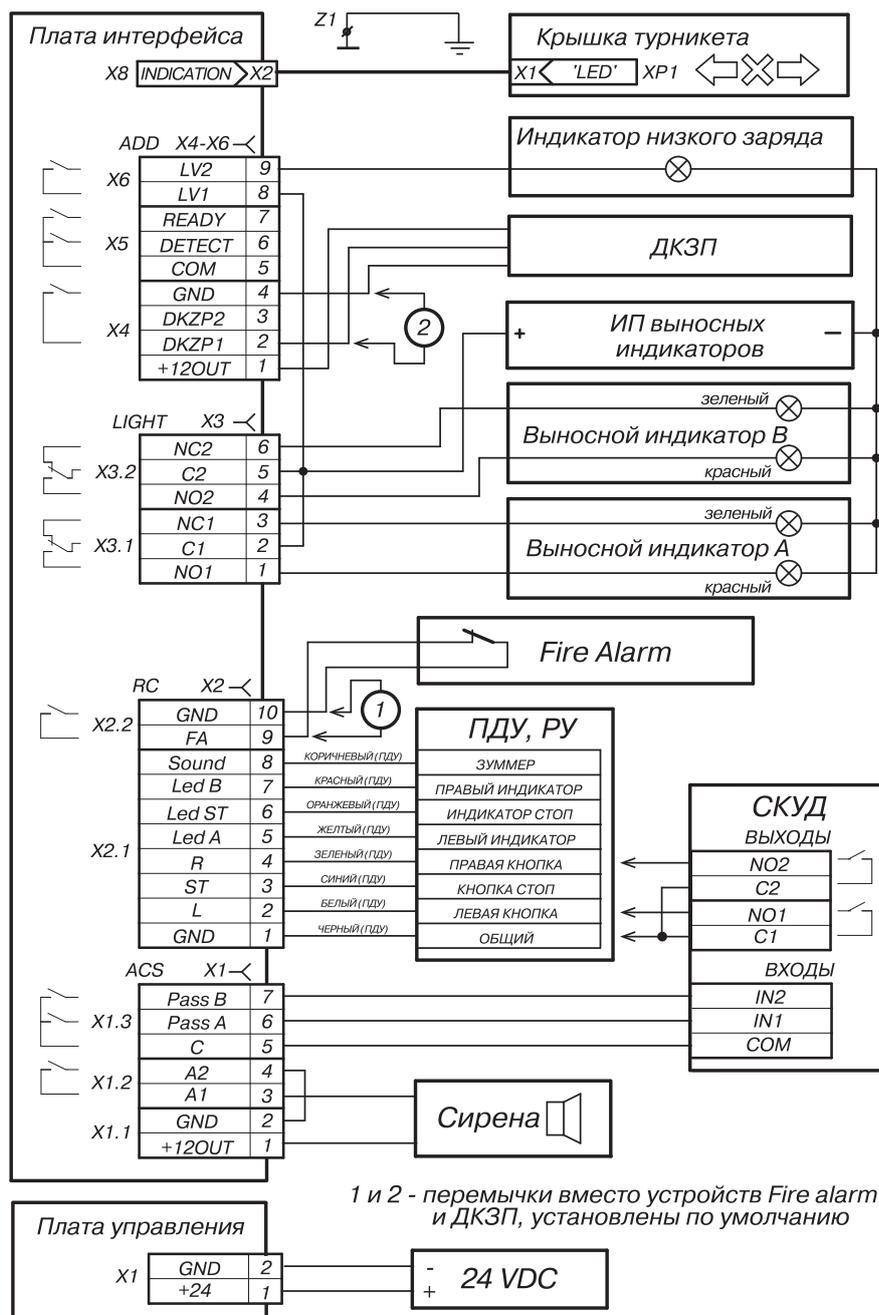 Плата интерфейса
Z1
Крышка турникета
X8 INDICATION X2
X1 'LED' XP1
ADD X4-X6
Индикатор низкого заряда
X6
LV2 9
LV1 8
X5
READY 7
DETECT 6
COM 5
ДКЗП
X4
GND 4
DKZP2 3
DKZP1 2
+12OUT 1
2
+ ИП выносных индикаторов –
LIGHT X3
зеленый
Выносной индикатор B
красный
X3.2
NC2 6
C2 5
NO2 4
X3.1
NC1 3
C1 2
NO1 1
зеленый
Выносной индикатор A
красный
Fire Alarm
RC X2
1
X2.2
GND 10
FA 9
ПДУ, РУ
X2.1
Sound 8 КОРИЧНЕВЫЙ (ПДУ) ЗУММЕР
Led B 7 КРАСНЫЙ (ПДУ) ПРАВЫЙ ИНДИКАТОР
Led ST 6 ОРАНЖЕВЫЙ (ПДУ) ИНДИКАТОР СТОП
Led A 5 ЖЕЛТЫЙ (ПДУ) ЛЕВЫЙ ИНДИКАТОР
R 4 ЗЕЛЕНЫЙ (ПДУ) ПРАВАЯ КНОПКА
ST 3 СИНИЙ (ПДУ) КНОПКА СТОП
L 2 БЕЛЫЙ (ПДУ) ЛЕВАЯ КНОПКА
GND 1 ЧЕРНЫЙ (ПДУ) ОБЩИЙ
СКУД
ВЫХОДЫ
NO2
C2
NO1
C1
ВХОДЫ
IN2
IN1
COM
ACS X1
X1.3
Pass B 7
Pass A 6
C 5
X1.2
A2 4
A1 3
X1.1
GND 2
+12OUT 1
Сирена
1 и 2 - перемычки вместо устройств Fire alarm
и ДКЗП, установлены по умолчанию
Плата управления
X1
GND 2
+24 1
- + 24 VDC